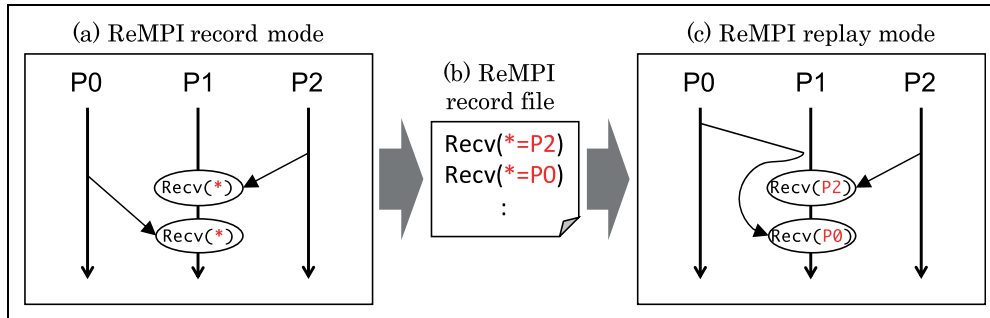 (a) ReMPI record mode
P0 P1 P2
Recv(*)
Recv(*)
(b) ReMPI
record file
Recv(*=P2)
Recv(*=P0)
:
(c) ReMPI replay mode
P0 P1 P2
Recv(P2)
Recv(P0)